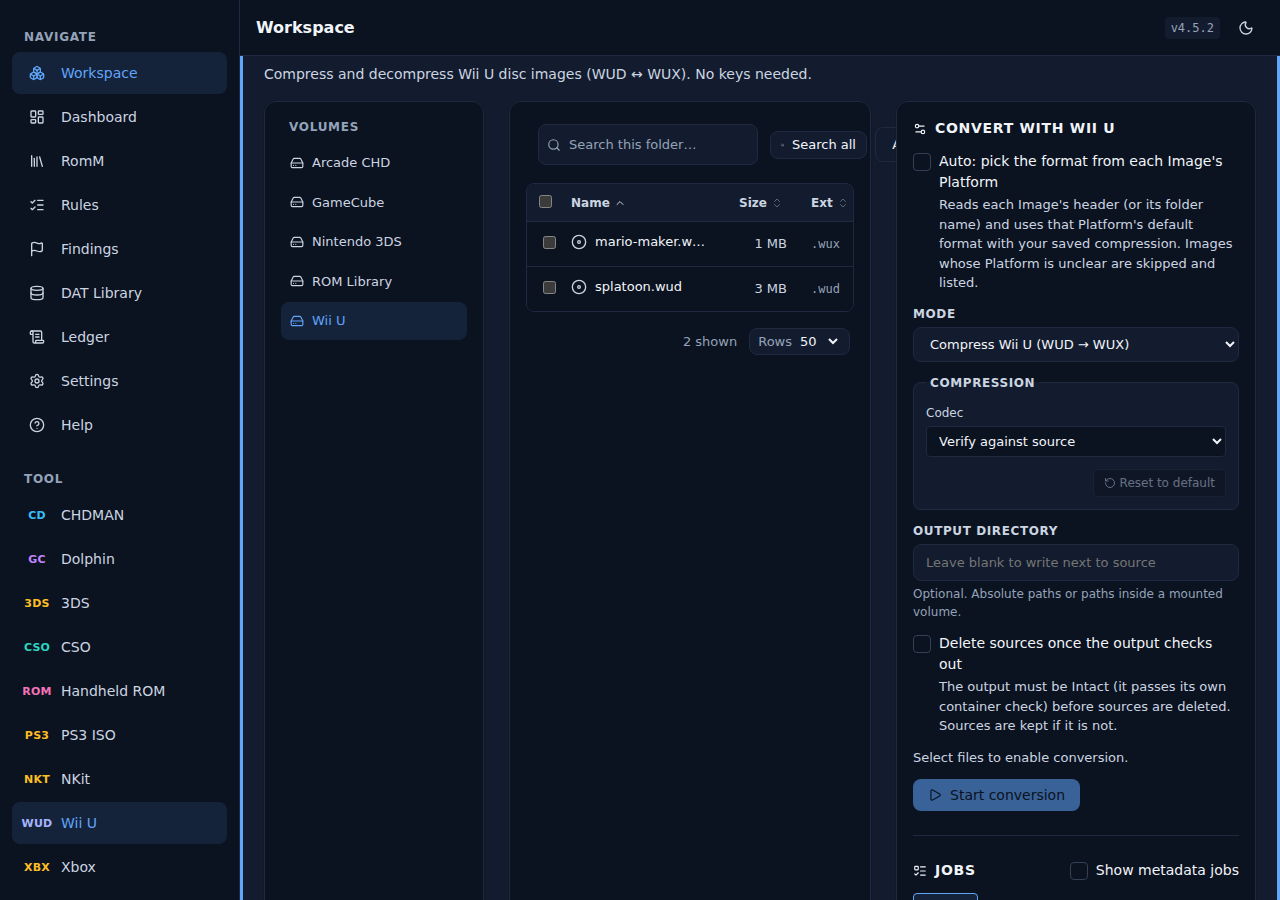 NAVIGATE
Workspace
Dashboard
RomM
Rules
Findings
DAT Library
Ledger
Settings
Help
TOOL
CD CHDMAN
GC Dolphin
3DS 3DS
CSO CSO
ROM Handheld ROM
PS3 PS3 ISO
NKT NKit
WUD Wii U
XBX Xbox
Workspace
v4.5.2
Compress and decompress Wii U disc images (WUD ↔ WUX). No keys needed.
VOLUMES
Arcade CHD
GameCube
Nintendo 3DS
ROM Library
Wii U
Search this folder…
Search all
Name Size Ext
mario-maker.w… 1 MB .wux
splatoon.wud 3 MB .wud
2 shown Rows 50
CONVERT WITH WII U
Auto: pick the format from each Image's
Platform
Reads each Image's header (or its folder
name) and uses that Platform's default
format with your saved compression. Images
whose Platform is unclear are skipped and
listed.
MODE
Compress Wii U (WUD → WUX)
COMPRESSION
Codec
Verify against source
Reset to default
OUTPUT DIRECTORY
Leave blank to write next to source
Optional. Absolute paths or paths inside a mounted
volume.
Delete sources once the output checks
out
The output must be Intact (it passes its own
container check) before sources are deleted.
Sources are kept if it is not.
Select files to enable conversion.
Start conversion
JOBS
Show metadata jobs